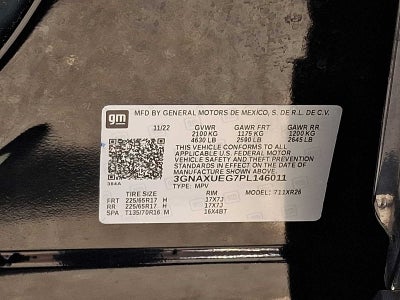 gm
MFD BY GENERAL MOTORS DE MEXICO, S. DE R.L. DE C.V.
11/22 GVWR GAWR FRT GAWR RR
2100 KG 1175 KG 1200 KG
4630 LB 2590 LB 2645 LB
THIS VEHICLE CONFORMS TO ALL
APPLICABLE U.S. FEDERAL MOTOR
VEHICLE SAFETY, BUMPER, AND THEFT
PREVENTION STANDARDS IN EFFECT ON THE DATE OF
MANUFACTURE SHOWN ABOVE.
3GNAXUEG7PL146011
384A TYPE: MPV MODEL: 711XR26
TIRE SIZE RIM
FRT 225/65R17 H 17X7J
RR 225/65R17 H 17X7J
SPA T135/70R16 M 16X4BT